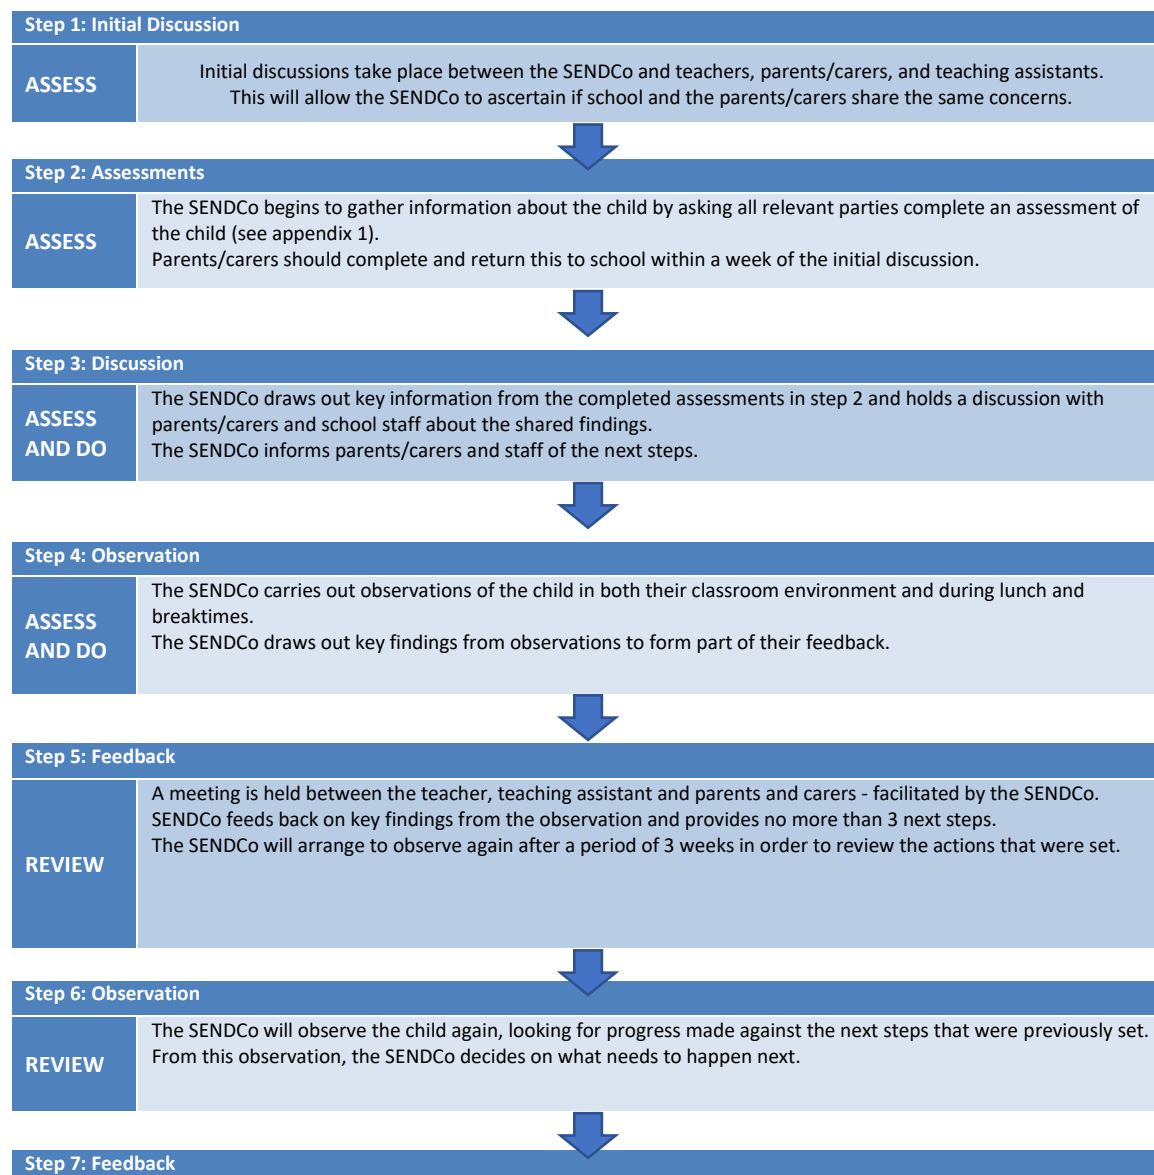 Step 1: Initial Discussion
ASSESS
Initial discussions take place between the SENDCo and teachers, parents/carers, and teaching assistants.
This will allow the SENDCo to ascertain if school and the parents/carers share the same concerns.
Step 2: Assessments
ASSESS
The SENDCo begins to gather information about the child by asking all relevant parties complete an assessment of
the child (see appendix 1).
Parents/carers should complete and return this to school within a week of the initial discussion.
Step 3: Discussion
ASSESS
AND DO
The SENDCo draws out key information from the completed assessments in step 2 and holds a discussion with
parents/carers and school staff about the shared findings.
The SENDCo informs parents/carers and staff of the next steps.
Step 4: Observation
ASSESS
AND DO
The SENDCo carries out observations of the child in both their classroom environment and during lunch and
breaktimes.
The SENDCo draws out key findings from observations to form part of their feedback.
Step 5: Feedback
REVIEW
A meeting is held between the teacher, teaching assistant and parents and carers - facilitated by the SENDCo.
SENDCo feeds back on key findings from the observation and provides no more than 3 next steps.
The SENDCo will arrange to observe again after a period of 3 weeks in order to review the actions that were set.
Step 6: Observation
REVIEW
The SENDCo will observe the child again, looking for progress made against the next steps that were previously set.
From this observation, the SENDCo decides on what needs to happen next.
Step 7: Feedback